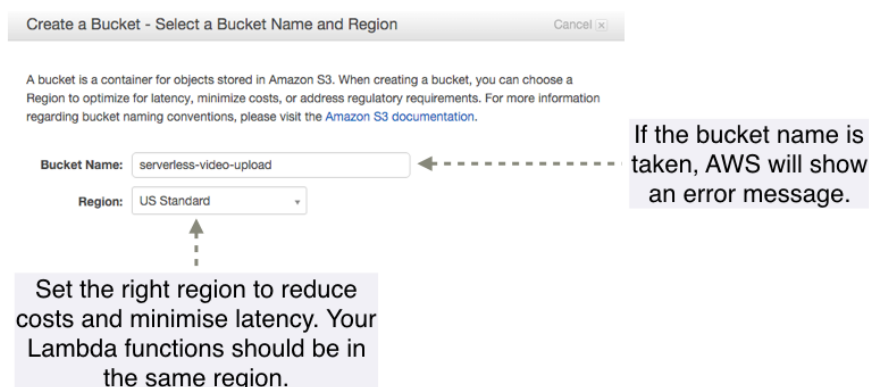 Create a Bucket - Select a Bucket Name and Region
Cancel x
A bucket is a container for objects stored in Amazon S3. When creating a bucket, you can choose a
Region to optimize for latency, minimize costs, or address regulatory requirements. For more information
regarding bucket naming conventions, please visit the Amazon S3 documentation.
Bucket Name: serverless-video-upload
Region: US Standard
If the bucket name is
taken, AWS will show
an error message.
Set the right region to reduce
costs and minimise latency. Your
Lambda functions should be in
the same region.